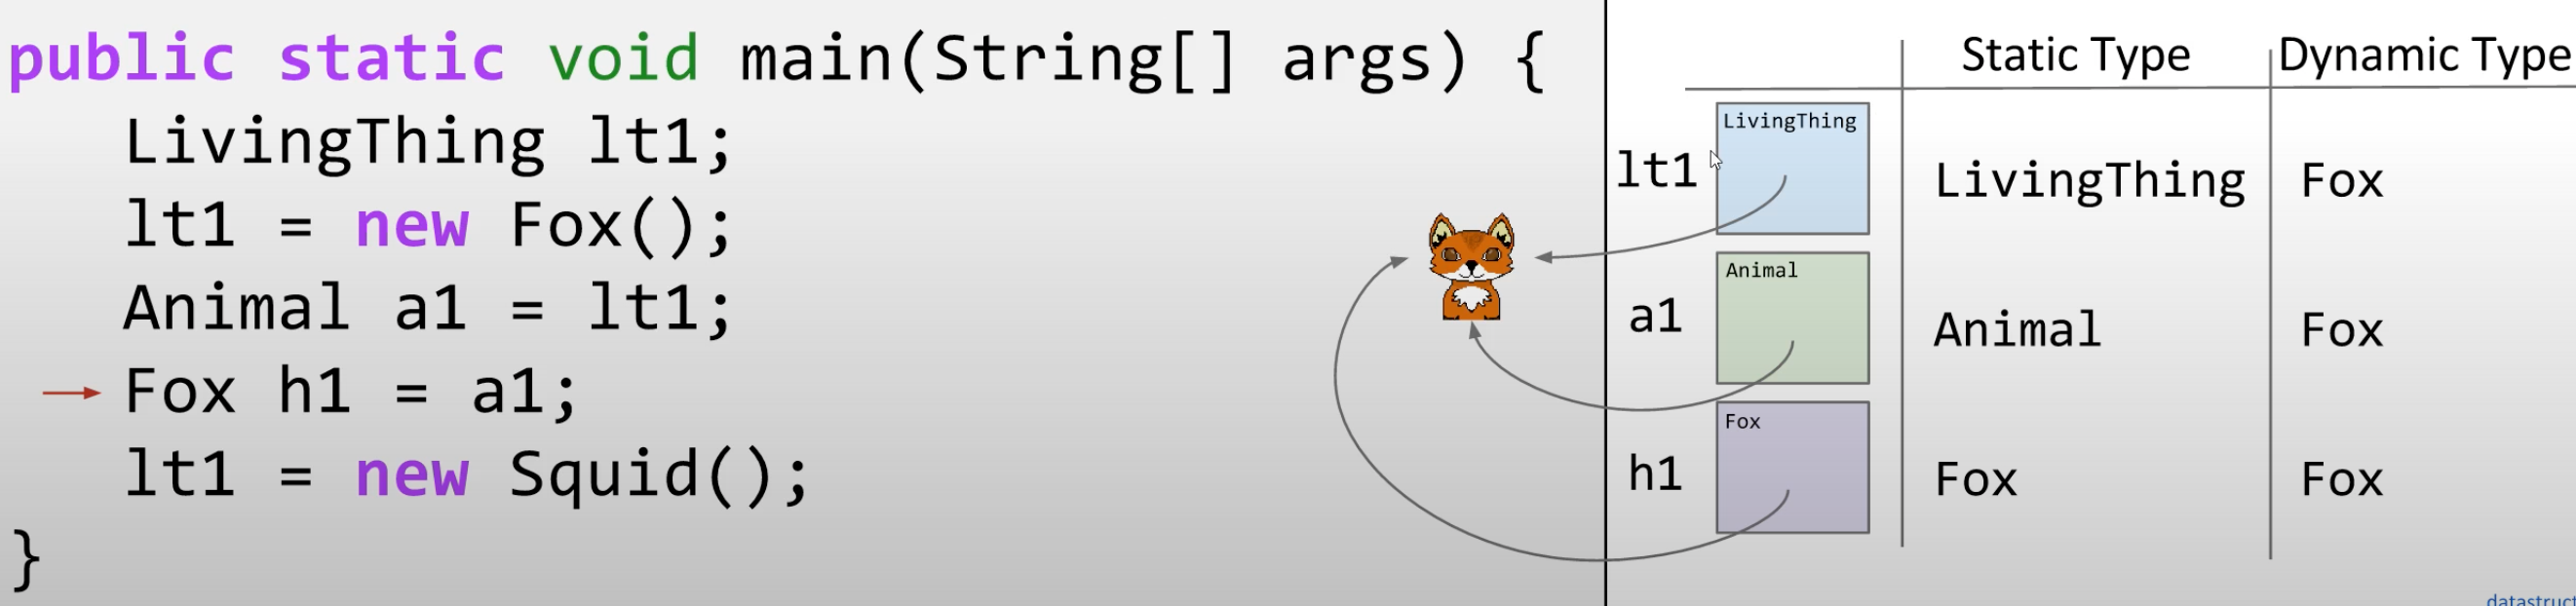 public static void main(String[] args) {
LivingThing lt1;
lt1 = new Fox();
Animal a1 = lt1;
Fox h1 = a1;
lt1 = new Squid();
}
Static Type Dynamic Type
lt1 LivingThing LivingThing Fox
a1 Animal Animal Fox
h1 Fox Fox Fox